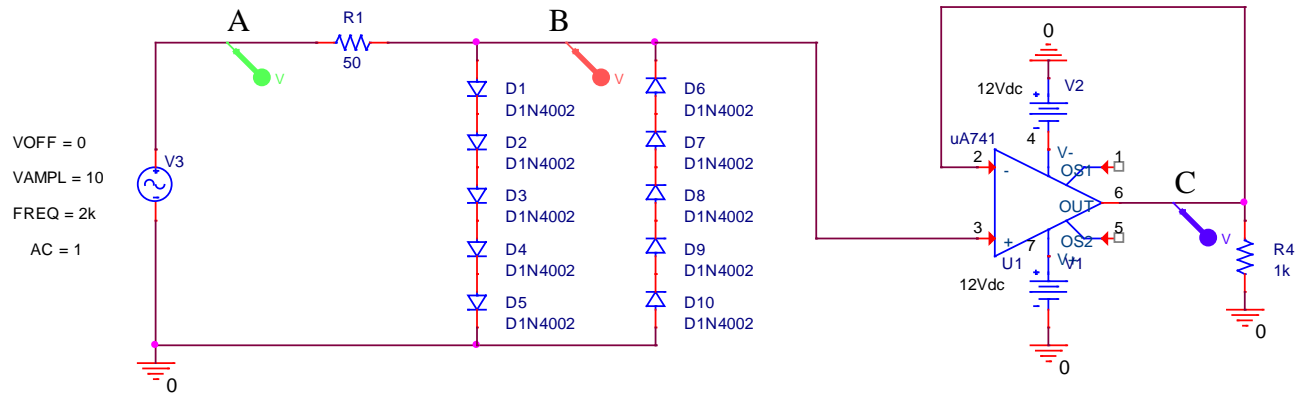 A
R1
50
V
B
V
D1
D1N4002
D2
D1N4002
D3
D1N4002
D4
D1N4002
D5
D1N4002
D6
D1N4002
D7
D1N4002
D8
D1N4002
D9
D1N4002
D10
D1N4002
VOFF = 0
VAMPL = 10
FREQ = 2k
AC = 1
V3
0
0
12Vdc
V2
uA741
4
V-
1
OS1
2
-
6
OUT
C
V
3
+
5
OS2
7
V+
U1
V1
12Vdc
0
R4
1k
0